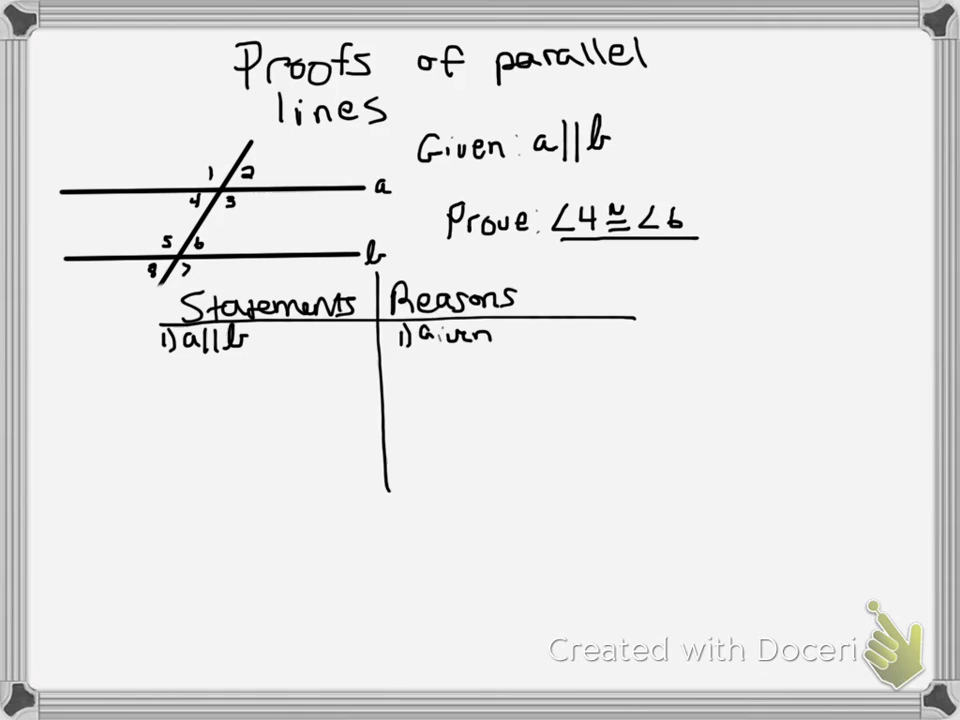 Proofs of parallel
lines
Given: a||b
Prove: ∠4≅∠6
1 2
a
4 3
5 6
b
8 7
Statements Reasons
1) a||b 1) Given
Created with Doceri